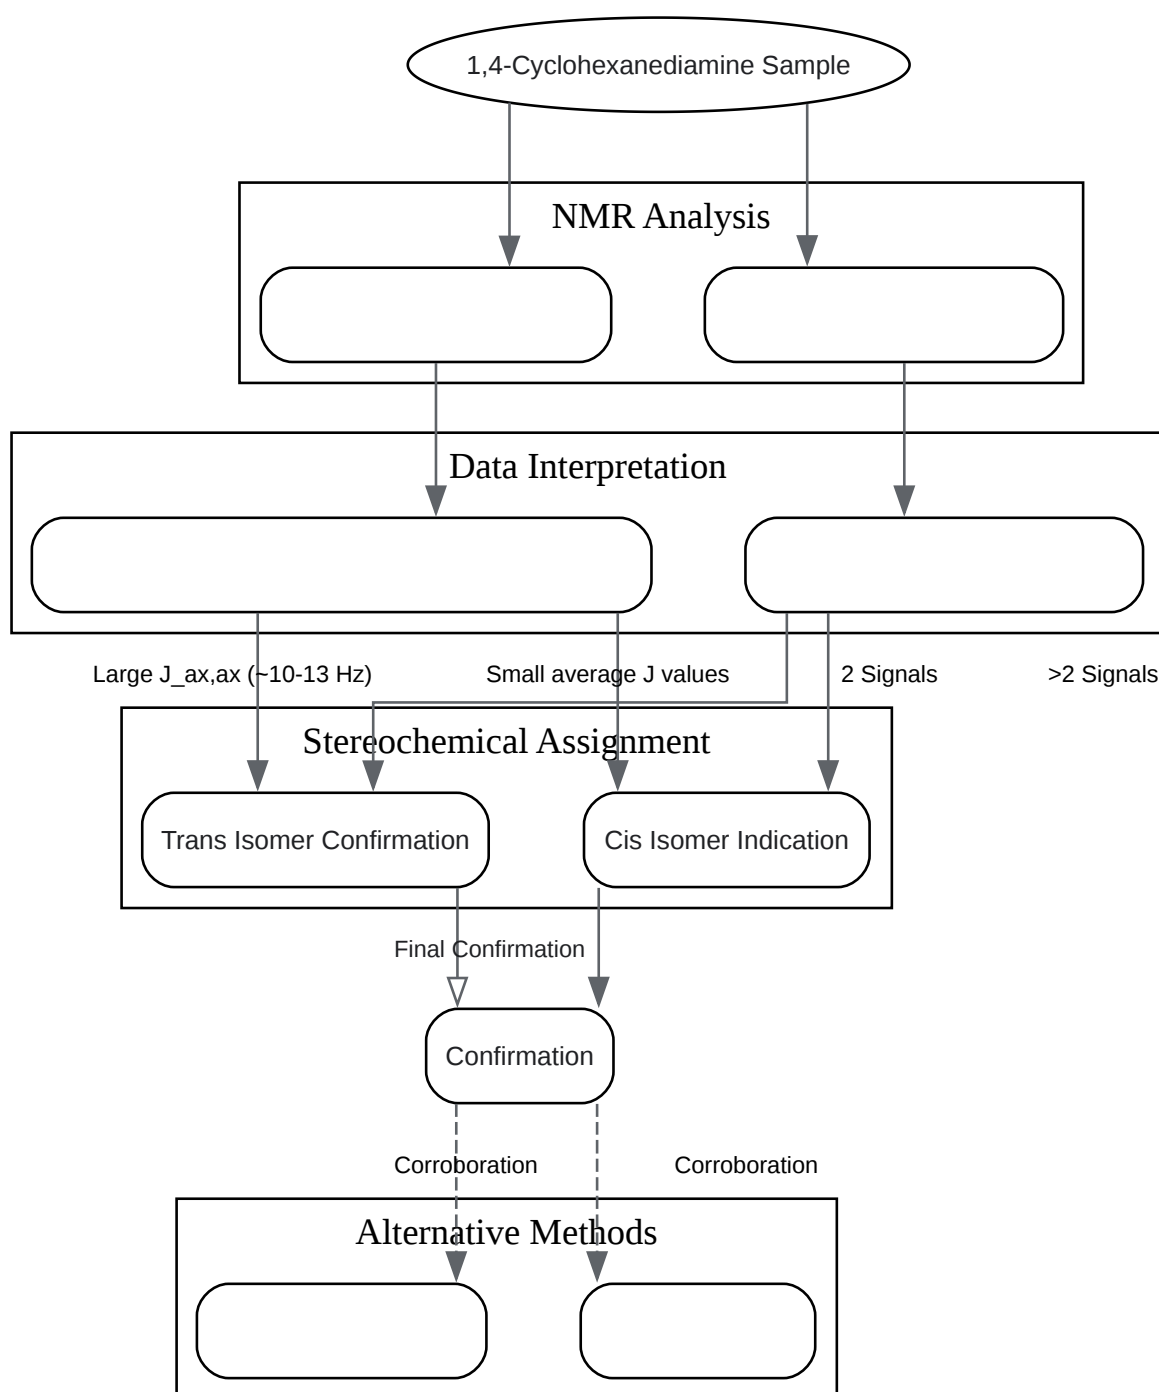 1,4-Cyclohexanediamine Sample
NMR Analysis
Data Interpretation
Large J_ax,ax (~10-13 Hz)
Small average J values
2 Signals
>2 Signals
Stereochemical Assignment
Trans Isomer Confirmation
Cis Isomer Indication
Final Confirmation
Confirmation
Corroboration
Corroboration
Alternative Methods